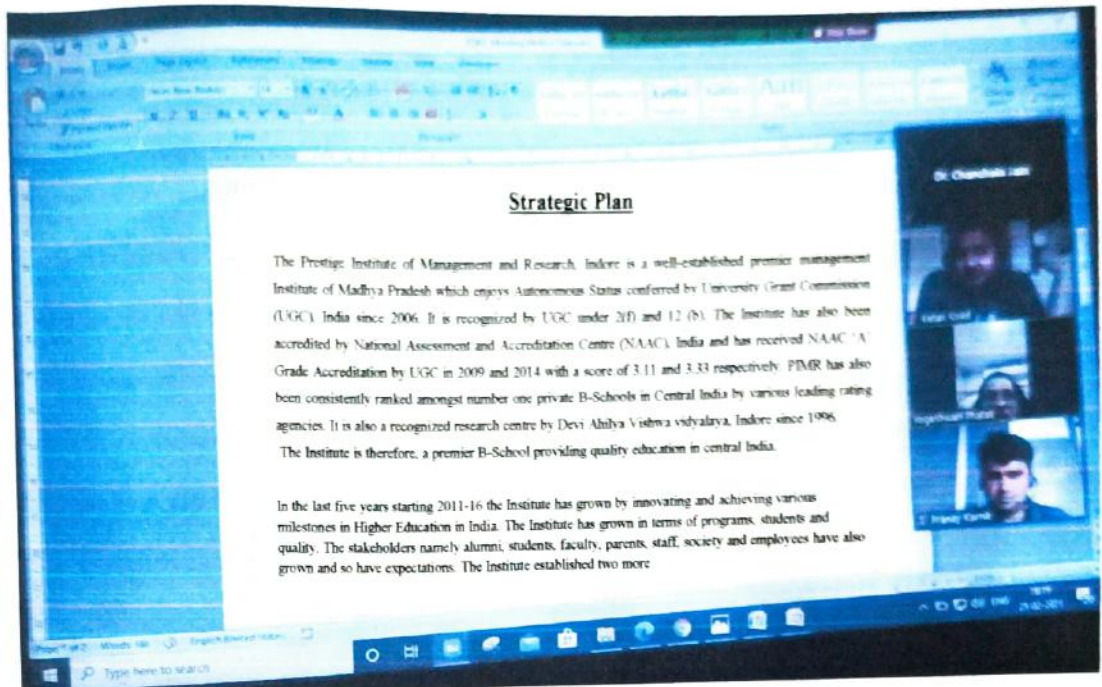 Strategic Plan
The Prestige Institute of Management and Research, Indore is a well-established premier management
Institute of Madhya Pradesh which enjoys Autonomous Status conferred by University Grant Commission
(UGC), India since 2006. It is recognized by UGC under 2(f) and 12 (b). The Institute has also been
accredited by National Assessment and Accreditation Centre (NAAC), India and has received NAAC 'A'
Grade Accreditation by UGC in 2009 and 2014 with a score of 3.11 and 3.33 respectively. PIMR has also
been consistently ranked amongst number one private B-Schools in Central India by various leading rating
agencies. It is also a recognized research centre by Devi Ahilya Vishwa vidyalaya, Indore since 1996.
The Institute is therefore, a premier B-School providing quality education in central India.
In the last five years starting 2011-16 the Institute has grown by innovating and achieving various
milestones in Higher Education in India. The Institute has grown in terms of programs, students and
quality. The stakeholders namely alumni, students, faculty, parents, staff, society and employees have also
grown and so have expectations. The Institute established two more
Type here to search